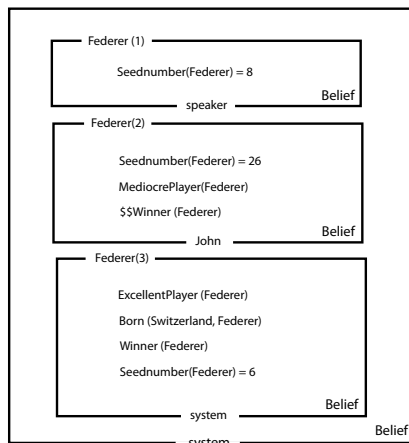 Federer (1)
Seednumber(Federer) = 8
Belief
speaker
Federer(2)
Seednumber(Federer) = 26
MediocrePlayer(Federer)
$$Winner (Federer)
Belief
John
Federer(3)
ExcellentPlayer (Federer)
Born (Switzerland, Federer)
Winner (Federer)
Seednumber(Federer) = 6
Belief
system
Belief
system